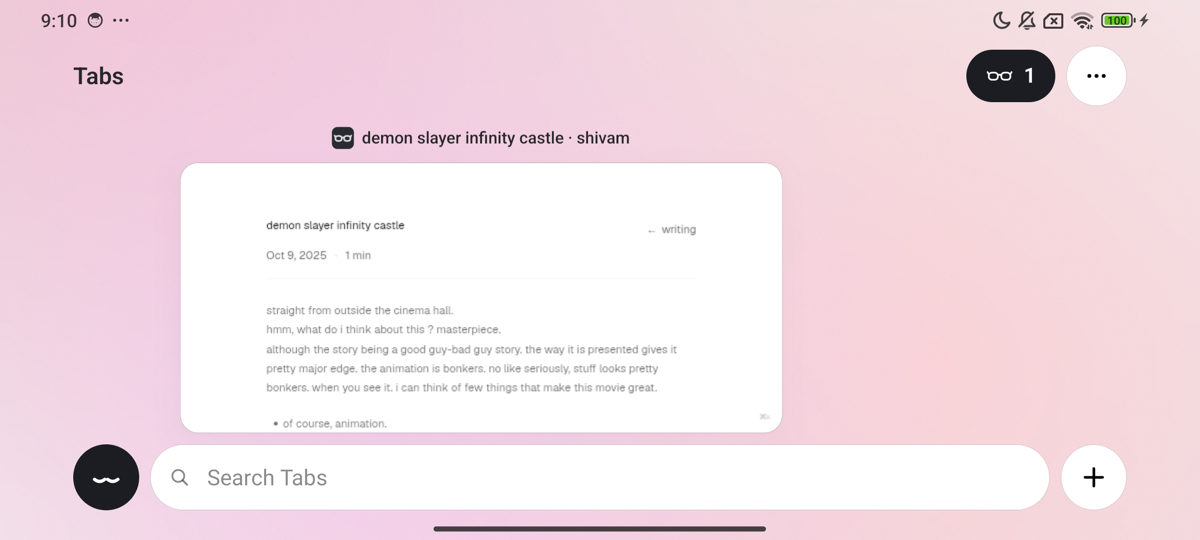 9:10
100
Tabs
1
demon slayer infinity castle · shivam
demon slayer infinity castle
← writing
Oct 9, 2025 · 1 min
straight from outside the cinema hall.
hmm, what do i think about this ? masterpiece.
although the story being a good guy-bad guy story. the way it is presented gives it
pretty major edge. the animation is bonkers. no like seriously, stuff looks pretty
bonkers. when you see it. i can think of few things that make this movie great.
• of course, animation.
Search Tabs